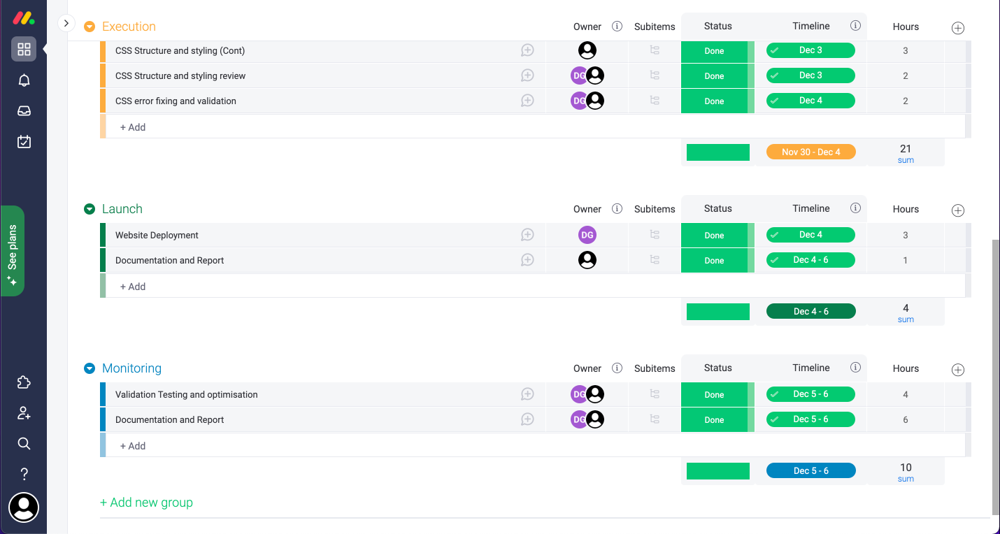 Execution Owner Subitems Status Timeline Hours
CSS Structure and styling (Cont) Done Dec 3 3
CSS Structure and styling review DG Done Dec 3 2
CSS error fixing and validation DG Done Dec 4 2
+ Add
Nov 30 - Dec 4 21
sum
Launch Owner Subitems Status Timeline Hours
Website Deployment DG Done Dec 4 3
Documentation and Report Done Dec 4 - 6 1
+ Add
Dec 4 - 6 4
sum
See plans
Monitoring Owner Subitems Status Timeline Hours
Validation Testing and optimisation DG Done Dec 5 - 6 4
Documentation and Report DG Done Dec 5 - 6 6
+ Add
Dec 5 - 6 10
sum
+ Add new group